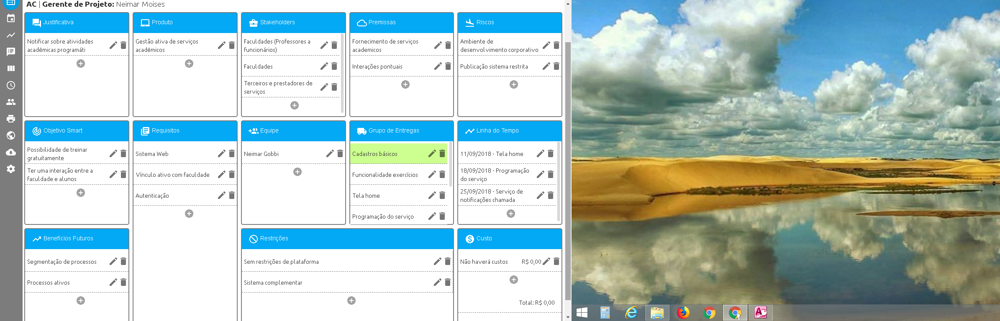 AC | Gerente de Projeto: Neimar Moises
Justificativa
Notificar sobre atividades
acadêmicas programáti
Produto
Gestão ativa de serviços
acadêmicos
Stakeholders
Faculdades (Professores a
funcionários)
Faculdades
Terceiros e prestadores de
serviços
Premissas
Fornecimento de serviços
academicos
Interações pontuais
Riscos
Ambiente de
desenvolvimento corporativo
Publicação sistema restrita
Objetivo Smart
Possibilidade de treinar
gratuitamente
Ter uma interação entre a
faculdade e alunos
Requisitos
Sistema Web
Vínculo ativo com faculdade
Autenticação
Equipe
Neimar Gobbi
Grupo de Entregas
Cadastros básicos
Funcionalidade exercícios
Tela home
Programação do serviço
Linha do Tempo
11/09/2018 - Tela home
18/09/2018 - Programação
do serviço
25/09/2018 - Serviço de
notificações chamada
Benefícios Futuros
Segmentação de processos
Processos ativos
Restrições
Sem restrições de plataforma
Sistema complementar
Custo
Não haverá custos R$ 0,00
Total: R$ 0,00